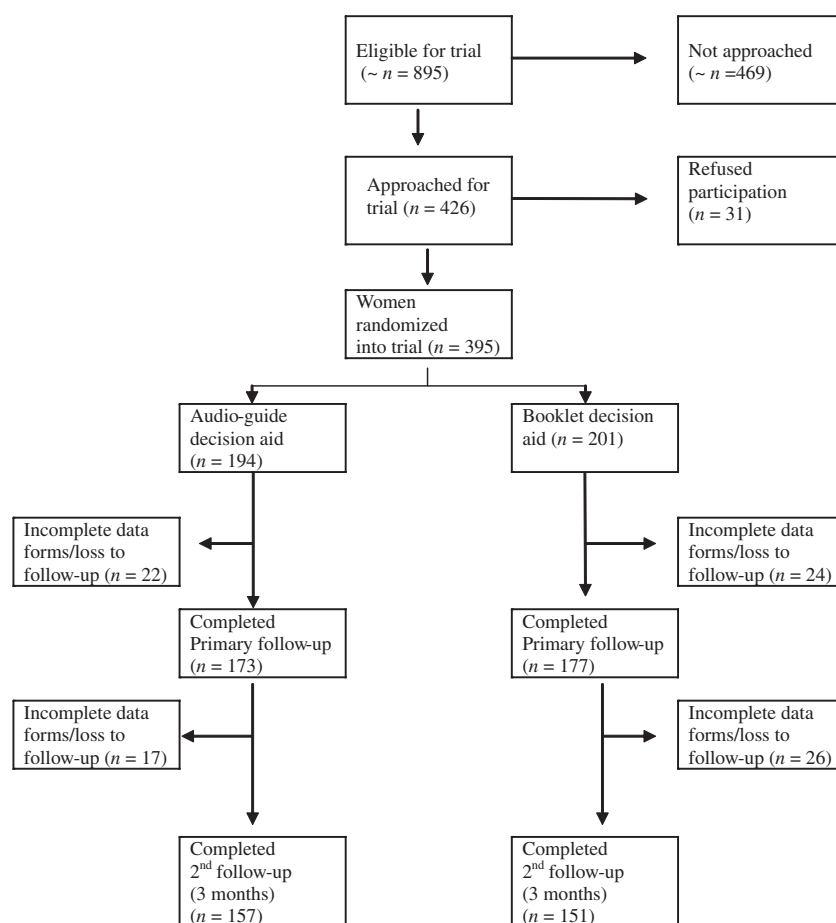 Eligible for trial
(~ n = 895)
Not approached
(~ n =469)
Approached for
trial (n = 426)
Refused
participation
(n = 31)
Women
randomized
into trial (n = 395)
Audio-guide
decision aid
(n = 194)
Booklet decision
aid (n = 201)
Incomplete data
forms/loss to
follow-up (n = 22)
Incomplete data
forms/loss to
follow-up (n = 24)
Completed
Primary follow-up
(n = 173)
Completed
Primary follow-up
(n = 177)
Incomplete data
forms/loss to
follow-up (n = 17)
Incomplete data
forms/loss to
follow-up (n = 26)
Completed
2nd follow-up
(3 months)
(n = 157)
Completed
2nd follow-up
(3 months)
(n = 151)